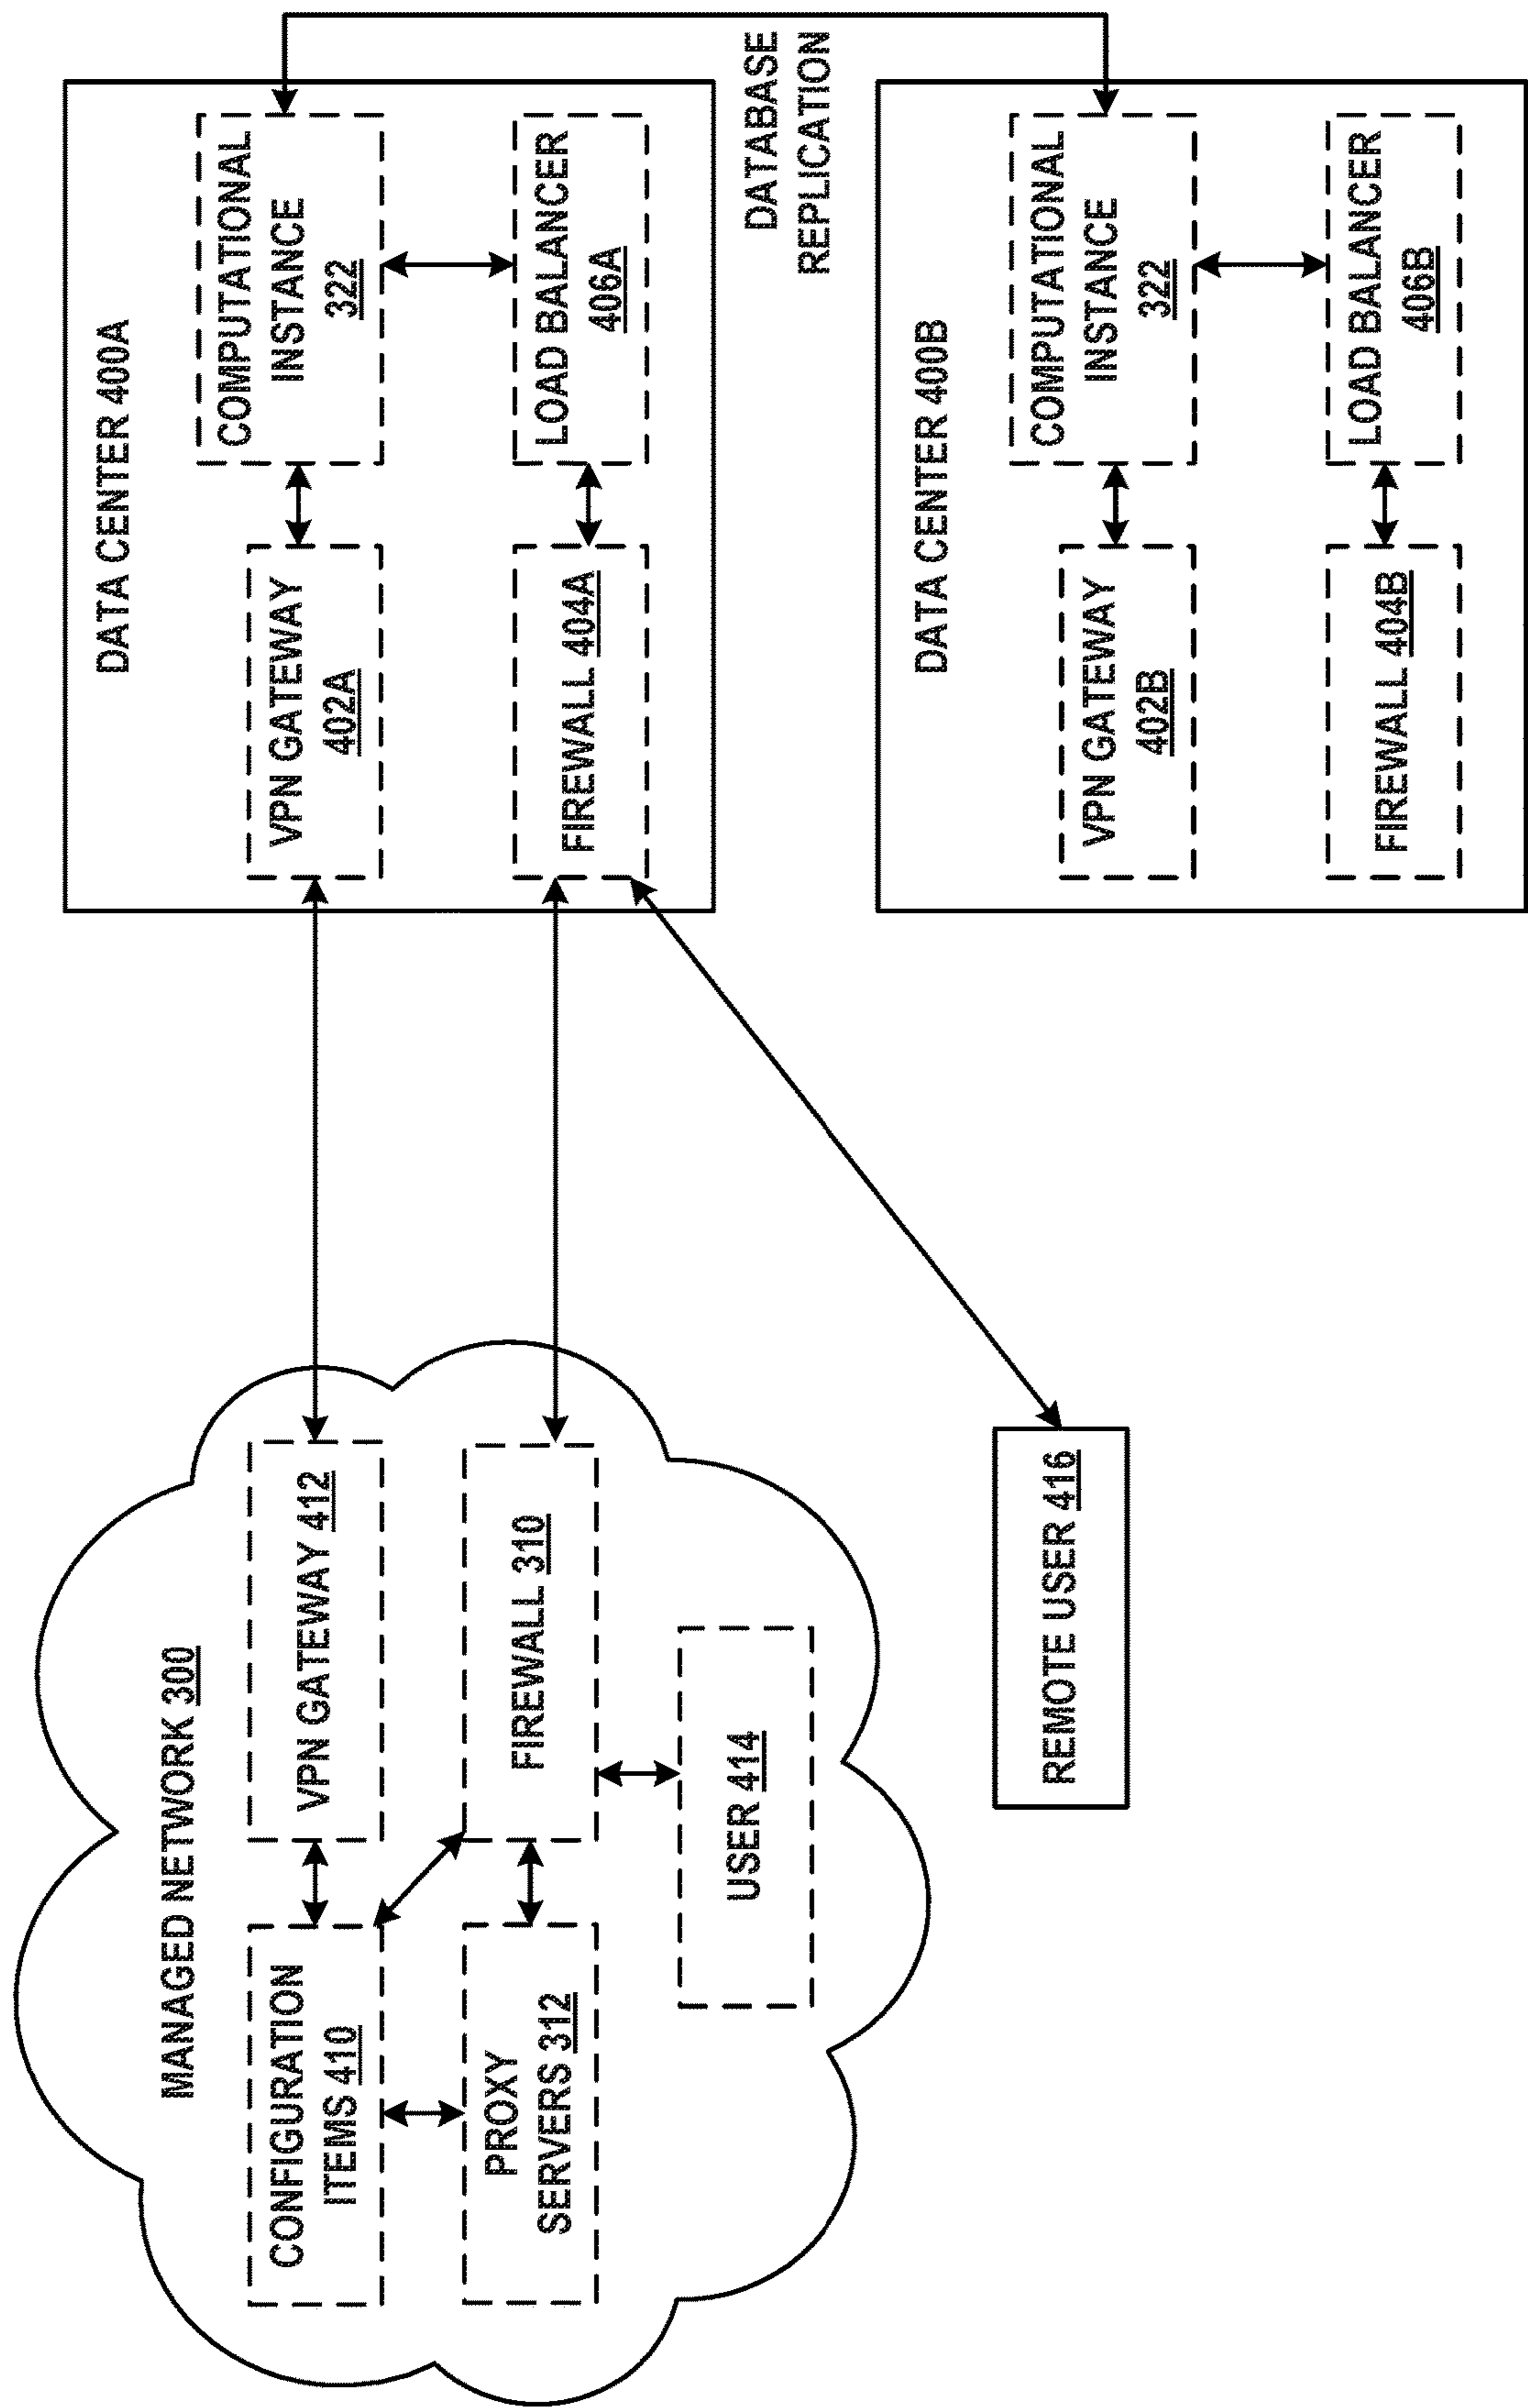 MANAGED NETWORK 300
CONFIGURATION
ITEMS 410
VPN GATEWAY 412
PROXY
SERVERS 312
FIREWALL 310
USER 414
REMOTE USER 416
DATA CENTER 400A
VPN GATEWAY
402A
COMPUTATIONAL
INSTANCE
322
FIREWALL 404A
LOAD BALANCER
406A
DATABASE
REPLICATION
DATA CENTER 400B
VPN GATEWAY
402B
COMPUTATIONAL
INSTANCE
322
FIREWALL 404B
LOAD BALANCER
406B